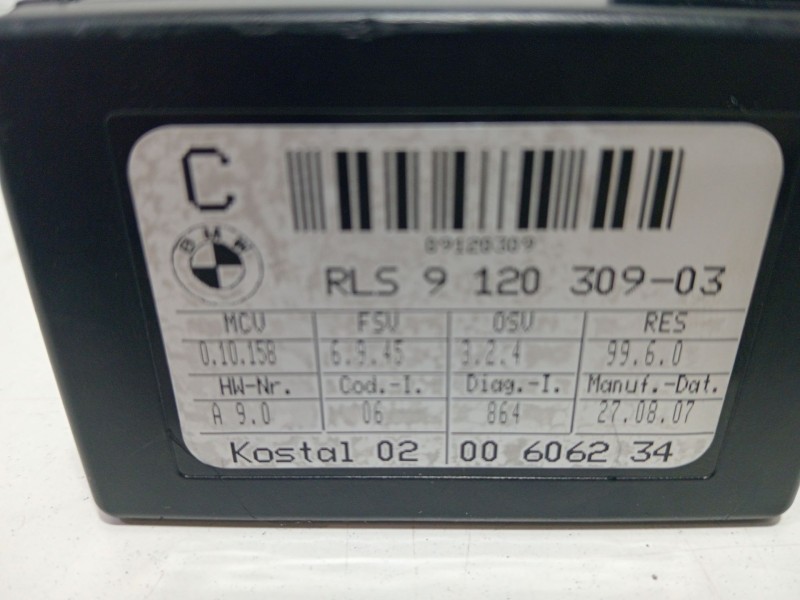 C
09120309
BMW
RLS 9 120 309-03
MCV FSV OSV RES
0.10.158 6.9.45 3.2.4 99.6.0
HW-Nr. Cod.-I. Diag.-I. Manuf.-Dat.
A 9.0 06 864 27.08.07
Kostal 02 00 6062 34